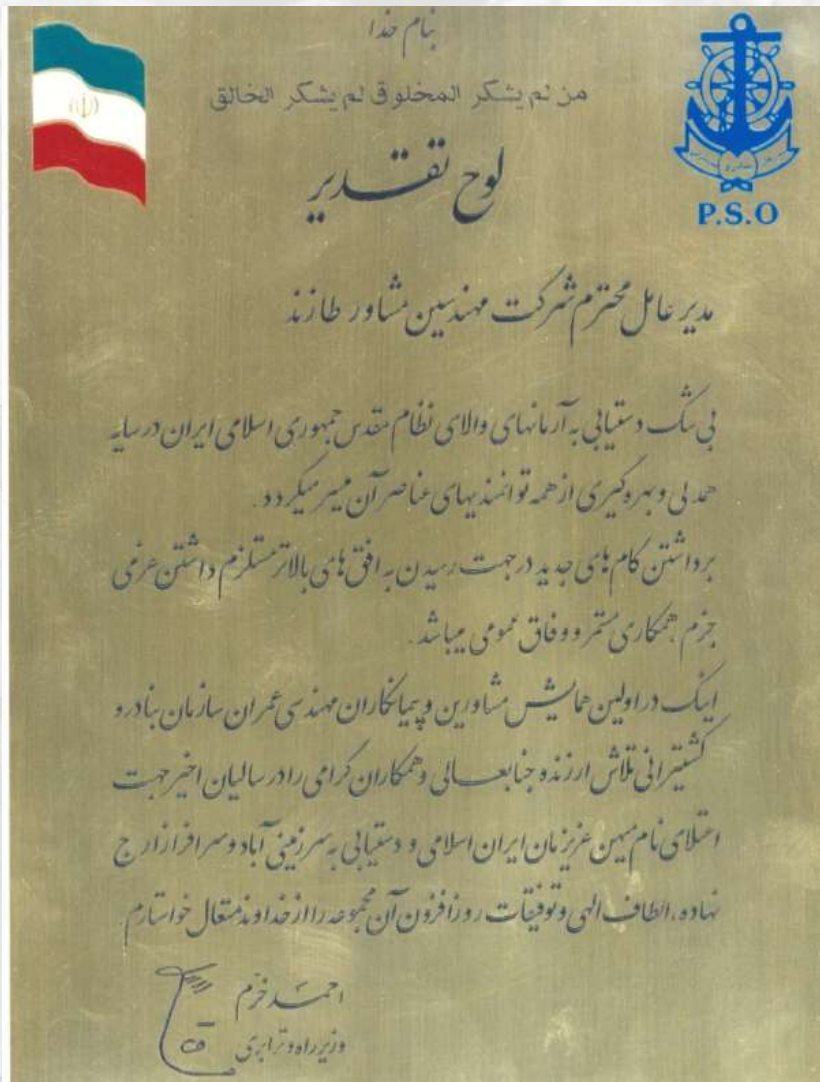 بنام خدا
من لم یشکر المخلوق لم یشکر الخالق
لوح تقدیر
P.S.O
مدیر عامل محترم شرکت مهندسین مشاور طازند
بی شک دستیابی به آرمانهای والای نظام مقدس جمهوری اسلامی ایران در سایه
همدلی و بهره گیری از همه توانمندیهای عناصر آن میسر میگردد.
برداشتن گام های جدید در جهت رسیدن به افق های بالاتر مستلزم داشتن عزمی
جزم، همکاری مستمر و وفاق عمومی میباشد.
اینک در اولین همایش مشاورین و پیمانکاران مهندسی عمران سازمان بنادر و
کشتیرانی تلاش ارزنده جنابعالی و همکاران گرامی را در سالیان اخیر جهت
اعتلای نام میهن عزیزمان ایران اسلامی و دستیابی به سرزمینی آباد و سرافراز ارج
نهاده، الطاف الهی و توفیقات روز افزون آن مجموعه را از خداوند متعال خواستارم
احمد خرم
وزیر راه و ترابری